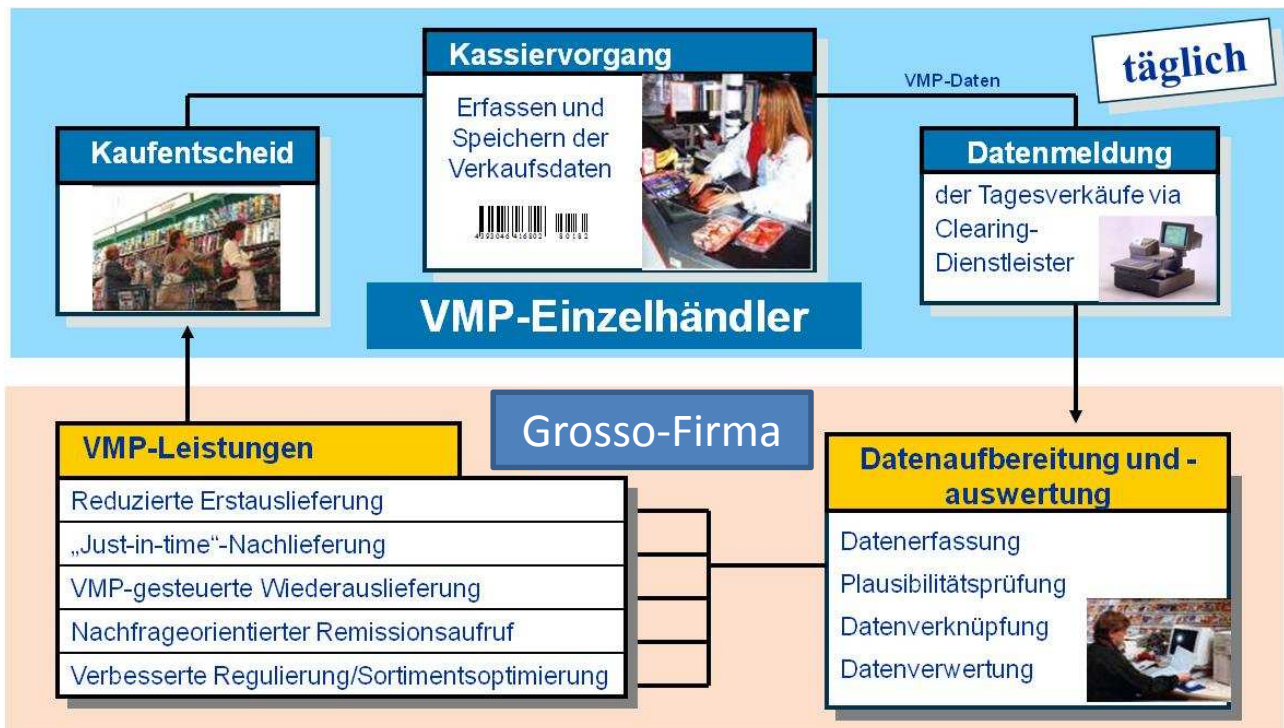 Kassiervorgang
Erfassen und
Speichern der
Verkaufsdaten
VMP-Daten
täglich
Kaufentscheid
Datenmeldung
der Tagesverkäufe via
Clearing-
Dienstleister
VMP-Einzelhändler
Grosso-Firma
VMP-Leistungen
Reduzierte Erstauslieferung
„Just-in-time“-Nachlieferung
VMP-gesteuerte Wiederauslieferung
Nachfrageorientierter Remissionsaufruf
Verbesserte Regulierung/Sortimentsoptimierung
Datenaufbereitung und -
auswertung
Datenerfassung
Plausibilitätsprüfung
Datenverknüpfung
Datenverwertung